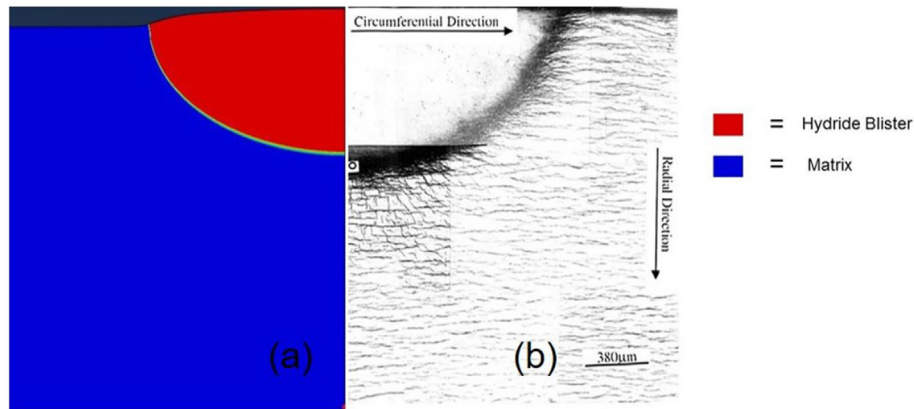 Circumferential Direction
Radial Direction
380μm
(a)
(b)
= Hydride Blister
= Matrix